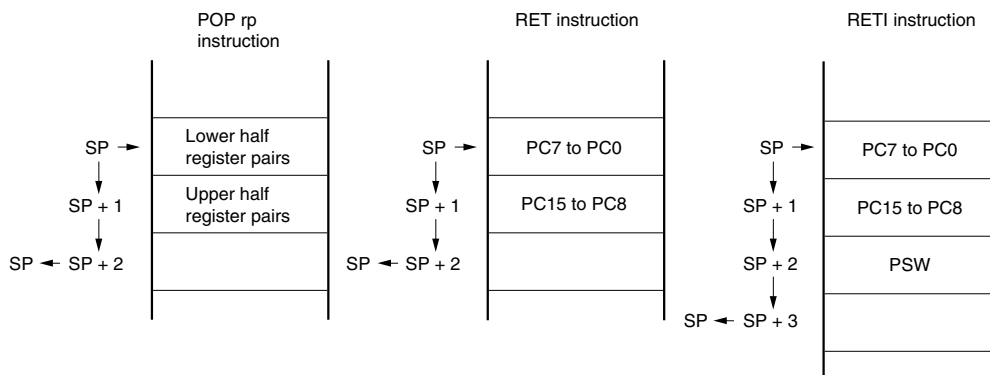 POP rp
instruction
SP
Lower half
register pairs
SP + 1
Upper half
register pairs
SP
SP + 2
RET instruction
SP
PC7 to PC0
SP + 1
PC15 to PC8
SP
SP + 2
RETI instruction
SP
PC7 to PC0
SP + 1
PC15 to PC8
SP + 2
PSW
SP
SP + 3